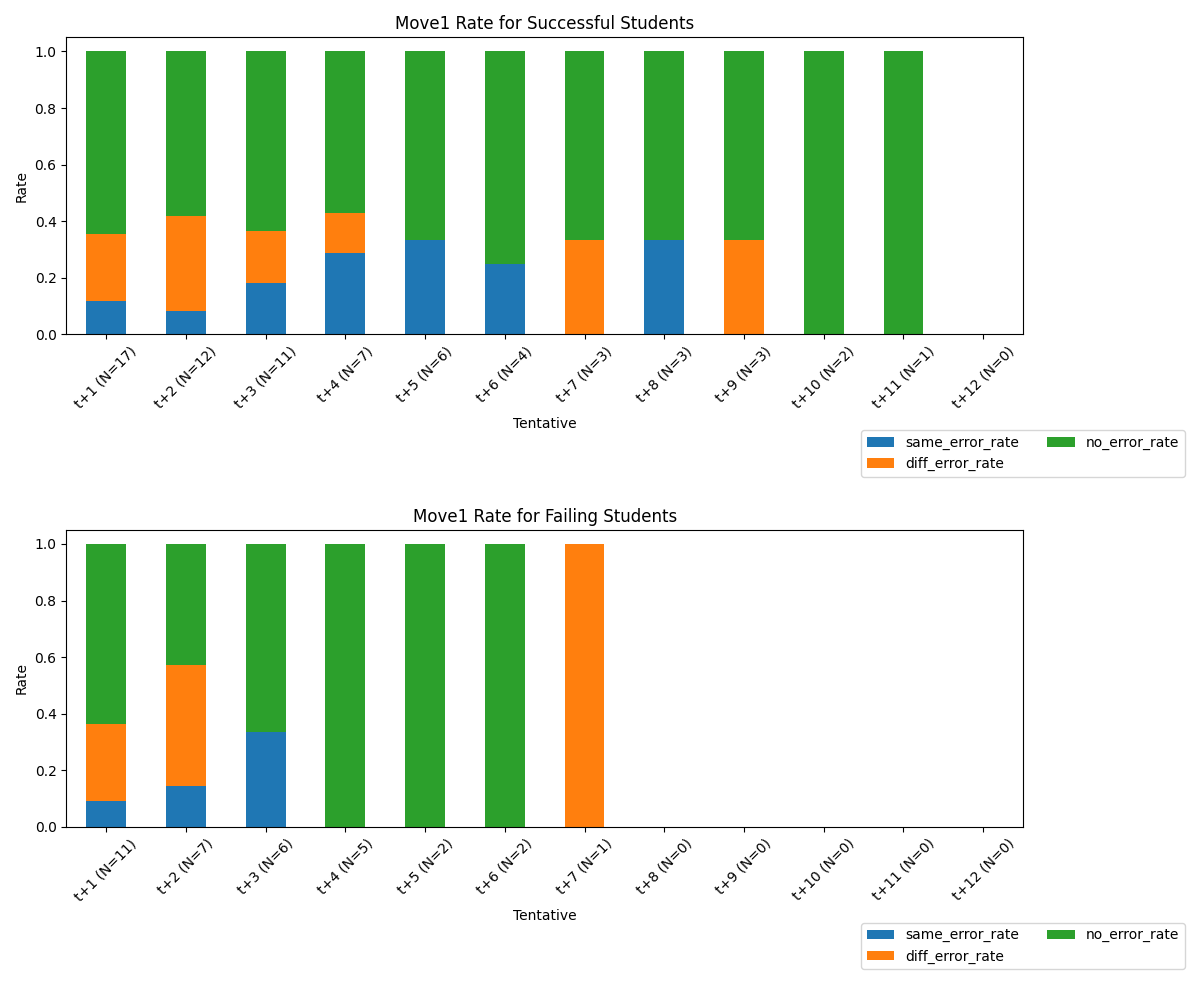 Move1 Rate for Successful Students
1.0
0.8
0.6
0.4
0.2
0.0
Rate
t+1 (N=17)
t+2 (N=12)
t+3 (N=11)
t+4 (N=7)
t+5 (N=6)
t+6 (N=4)
t+7 (N=3)
t+8 (N=3)
t+9 (N=3)
t+10 (N=2)
t+11 (N=1)
t+12 (N=0)
Tentative
same_error_rate
diff_error_rate
no_error_rate
Move1 Rate for Failing Students
1.0
0.8
0.6
0.4
0.2
0.0
Rate
t+1 (N=11)
t+2 (N=7)
t+3 (N=6)
t+4 (N=5)
t+5 (N=2)
t+6 (N=2)
t+7 (N=1)
t+8 (N=0)
t+9 (N=0)
t+10 (N=0)
t+11 (N=0)
t+12 (N=0)
Tentative
same_error_rate
diff_error_rate
no_error_rate